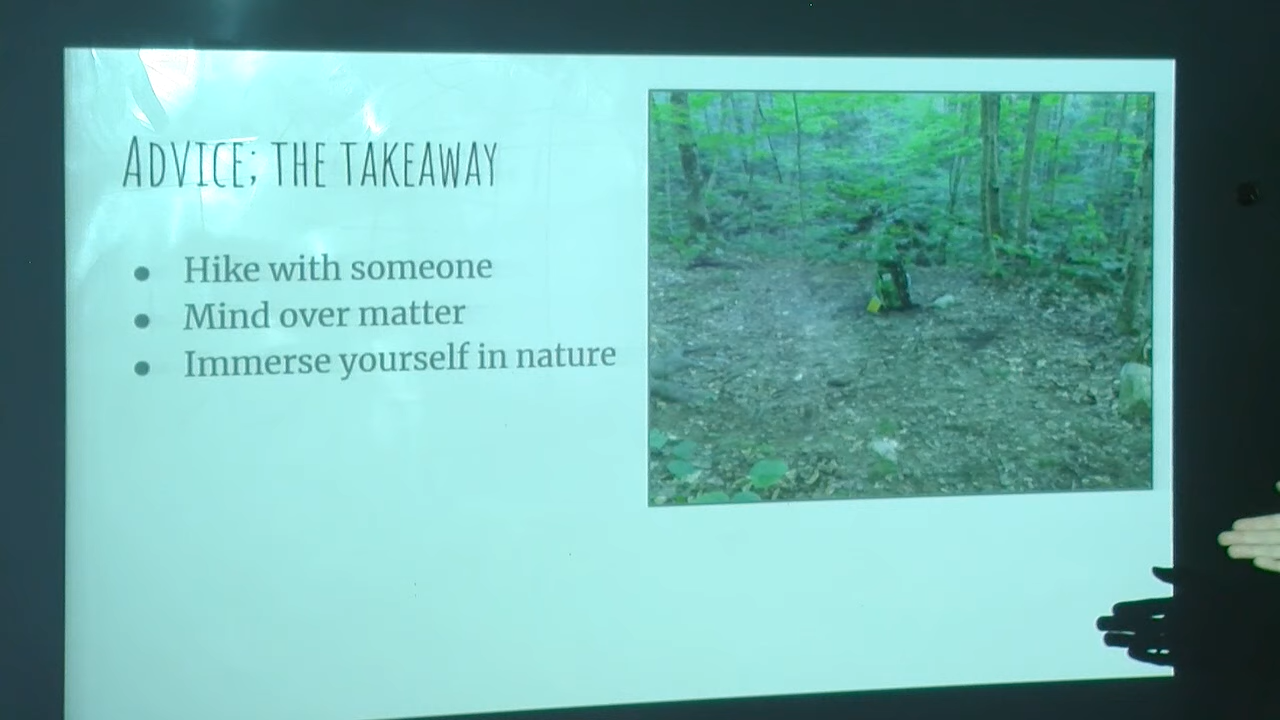 ADVICE; THE TAKEAWAY
Hike with someone
Mind over matter
Immerse yourself in nature